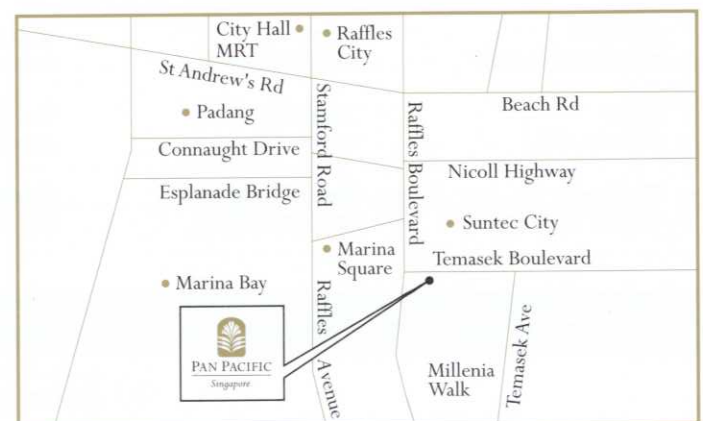 City Hall
MRT
Raffles
City
St Andrew's Rd
Padang
Stamford Road
Raffles Boulevard
Beach Rd
Connaught Drive
Nicoll Highway
Esplanade Bridge
Suntec City
Marina
Square
Temasek Boulevard
Marina Bay
Raffles Avenue
PAN PACIFIC
Singapore
Millenia
Walk
Temasek Ave